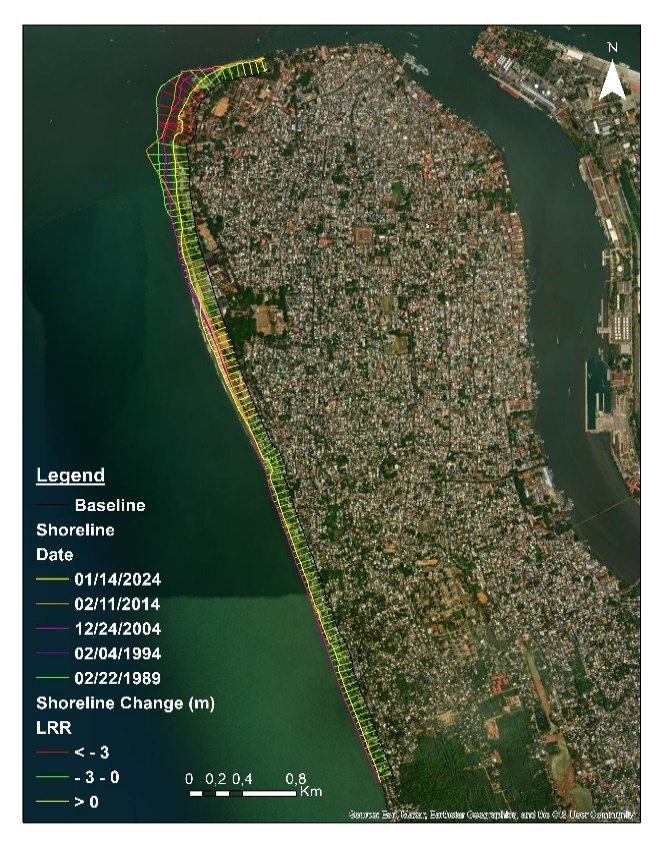 N
Legend
Baseline
Shoreline
Date
01/14/2024
02/11/2014
12/24/2004
02/04/1994
02/22/1989
Shoreline Change (m)
LRR
< - 3
- 3 - 0
> 0
0 0,2 0,4 0,8
Km
Source: Esri, Maxar, Earthstar Geographics, and the GIS User Community